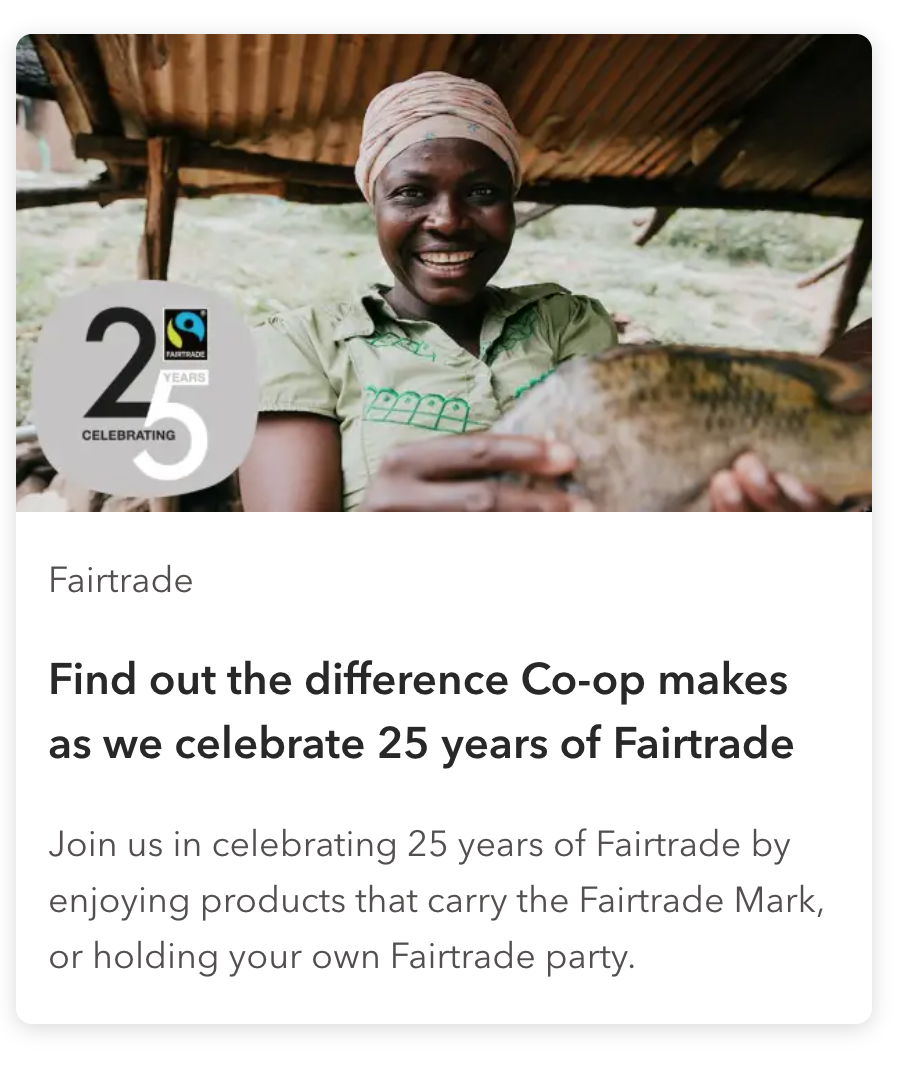 25
FAIRTRADE
YEARS
CELEBRATING
Fairtrade
Find out the difference Co-op makes
as we celebrate 25 years of Fairtrade
Join us in celebrating 25 years of Fairtrade by
enjoying products that carry the Fairtrade Mark,
or holding your own Fairtrade party.